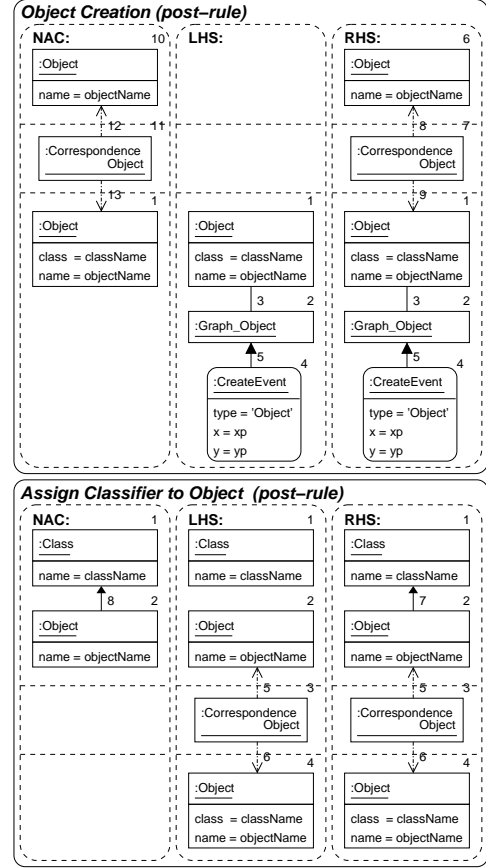 Object Creation (post–rule)
NAC:
10
:Object
name = objectName
12
11
:Correspondence
Object
13
1
:Object
class = className
name = objectName
LHS:
1
:Object
class = className
name = objectName
3
2
:Graph_Object
5
4
:CreateEvent
type = 'Object'
x = xp
y = yp
RHS:
6
:Object
name = objectName
8
7
:Correspondence
Object
9
1
:Object
class = className
name = objectName
3
2
:Graph_Object
5
4
:CreateEvent
type = 'Object'
x = xp
y = yp
Assign Classifier to Object (post–rule)
NAC:
1
:Class
name = className
8
2
:Object
name = objectName
LHS:
1
:Class
name = className
2
:Object
name = objectName
5
3
:Correspondence
Object
6
4
:Object
class = className
name = objectName
RHS:
1
:Class
name = className
7
2
:Object
name = objectName
5
3
:Correspondence
Object
6
4
:Object
class = className
name = objectName